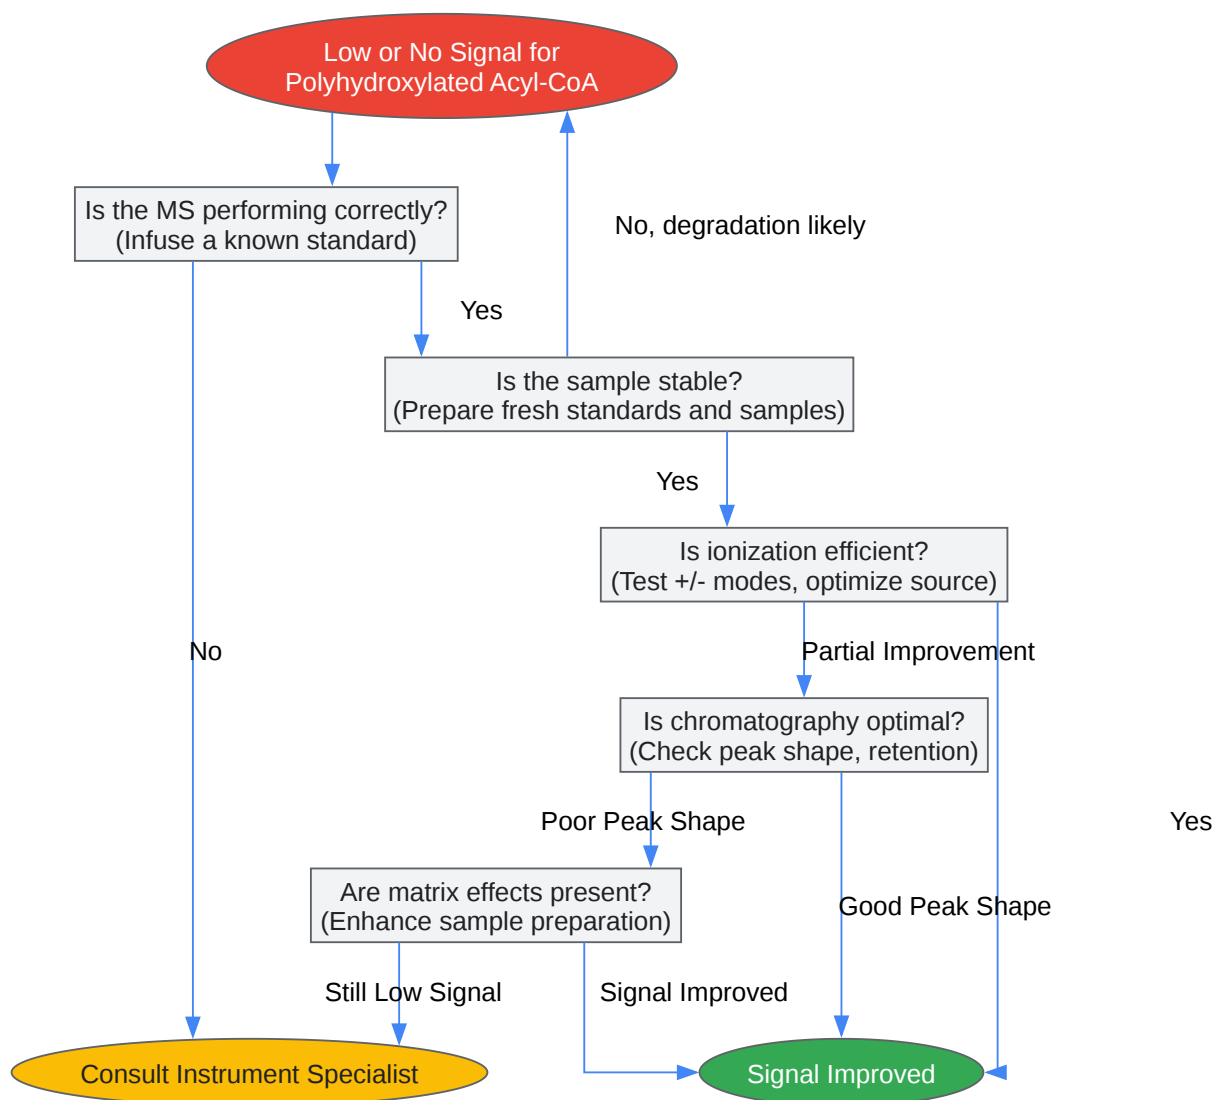 Low or No Signal for
Polyhydroxylated Acyl-CoA
Is the MS performing correctly?
(Infuse a known standard)
No, degradation likely
Yes
Is the sample stable?
(Prepare fresh standards and samples)
Yes
Is ionization efficient?
(Test +/- modes, optimize source)
No
Partial Improvement
Is chromatography optimal?
(Check peak shape, retention)
Poor Peak Shape
Yes
Are matrix effects present?
(Enhance sample preparation)
Good Peak Shape
Still Low Signal
Signal Improved
Consult Instrument Specialist
Signal Improved